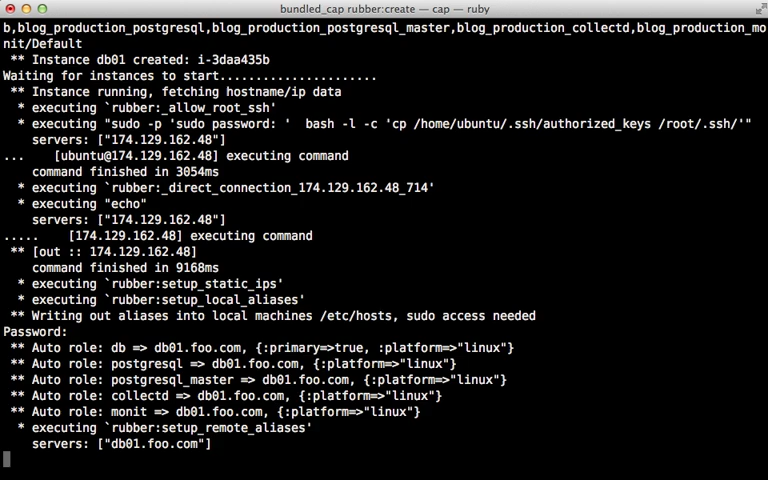 bundled_cap rubber:create — cap — ruby
b,blog_production_postgresql,blog_production_postgresql_master,blog_production_collectd,blog_production_mo
nit/Default
** Instance db01 created: i-3daa435b
Waiting for instances to start......................
** Instance running, fetching hostname/ip data
* executing `rubber:_allow_root_ssh'
* executing "sudo -p 'sudo password: '  bash -l -c 'cp /home/ubuntu/.ssh/authorized_keys /root/.ssh/'"
servers: ["174.129.162.48"]
...    [ubuntu@174.129.162.48] executing command
command finished in 3054ms
* executing `rubber:_direct_connection_174.129.162.48_714'
* executing "echo"
servers: ["174.129.162.48"]
.....    [174.129.162.48] executing command
** [out :: 174.129.162.48]
command finished in 9168ms
* executing `rubber:setup_static_ips'
* executing `rubber:setup_local_aliases'
** Writing out aliases into local machines /etc/hosts, sudo access needed
Password:
** Auto role: db => db01.foo.com, {:primary=>true, :platform=>"linux"}
** Auto role: postgresql => db01.foo.com, {:platform=>"linux"}
** Auto role: postgresql_master => db01.foo.com, {:platform=>"linux"}
** Auto role: collectd => db01.foo.com, {:platform=>"linux"}
** Auto role: monit => db01.foo.com, {:platform=>"linux"}
* executing `rubber:setup_remote_aliases'
servers: ["db01.foo.com"]